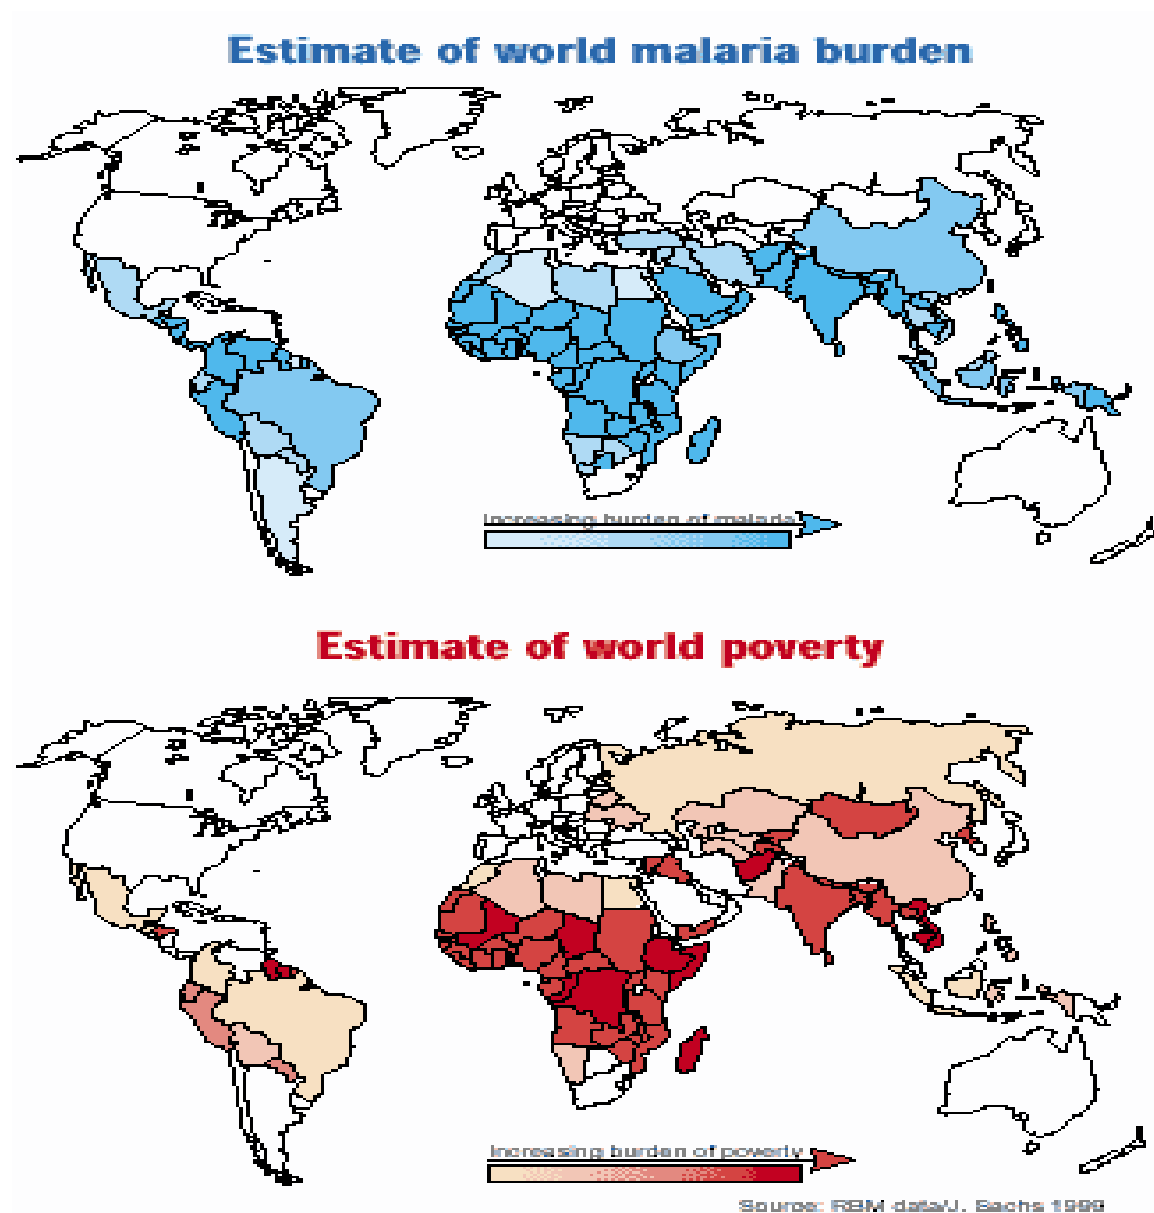 Estimate of world malaria burden
Increasing burden of malaria
Estimate of world poverty
Increasing burden of poverty
Source: RBM data/J. Sachs 1999